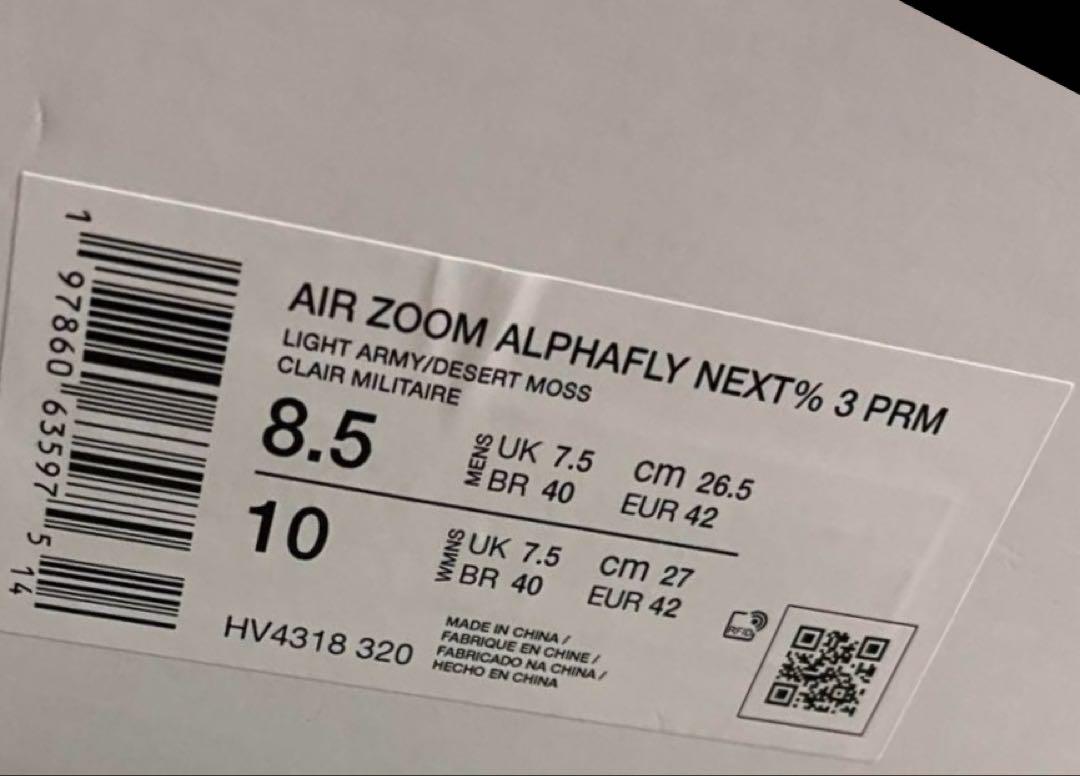 AIR ZOOM ALPHAFLY NEXT% 3 PRM
LIGHT ARMY/DESERT MOSS
CLAIR MILITAIRE
8.5
MENS
UK 7.5 cm 26.5
BR 40 EUR 42
10
WMNS
UK 7.5 cm 27
BR 40 EUR 42
HV4318 320
MADE IN CHINA /
FABRIQUE EN CHINE /
FABRICADO NA CHINA /
HECHO EN CHINA
RFID
1 97860 63597 5 14